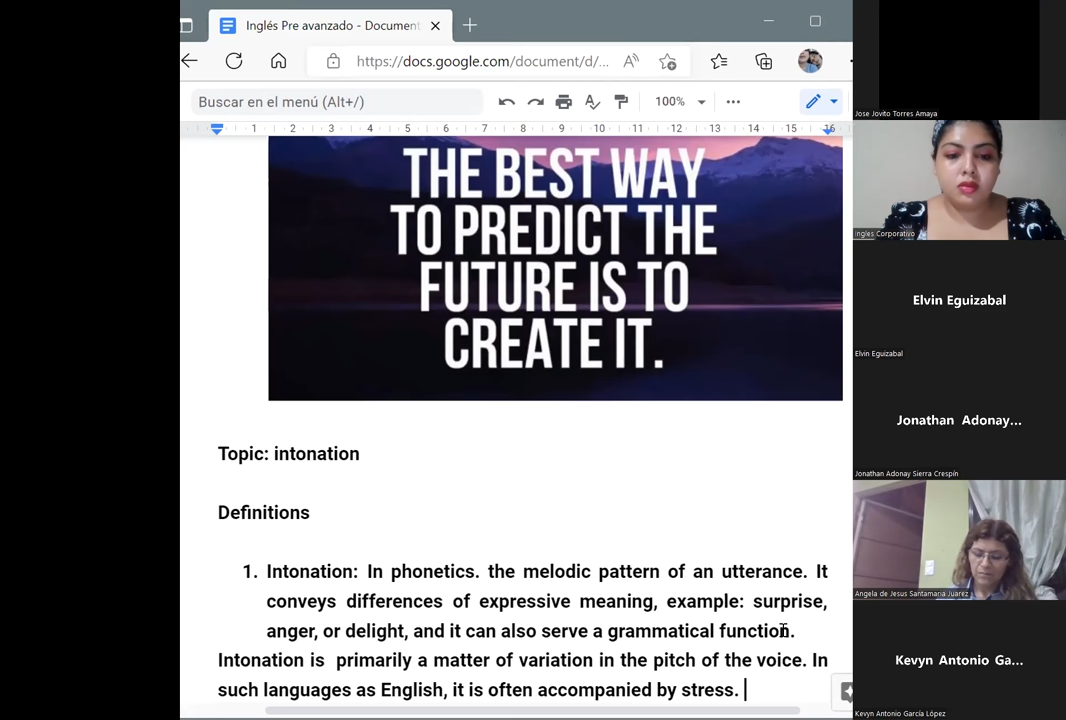 Inglés Pre avanzado - Document
https://docs.google.com/document/d/...
Buscar en el menú (Alt+/)
100%
1 2 3 4 5 6 7 8 9 10 11 12 13 14 15 16
THE BEST WAY
TO PREDICT THE
FUTURE IS TO
CREATE IT.
Topic: intonation
Definitions
1. Intonation: In phonetics. the melodic pattern of an utterance. It
conveys differences of expressive meaning, example: surprise,
anger, or delight, and it can also serve a grammatical function.
Intonation is primarily a matter of variation in the pitch of the voice. In
such languages as English, it is often accompanied by stress.
Jose Jovito Torres Amaya
Ingles Corporativo
Elvin Eguizabal
Elvin Eguizabal
Jonathan Adonay...
Jonathan Adonay Sierra Crespín
Angela de Jesus Santamaria Juarez
Kevyn Antonio Ga...
Kevyn Antonio García López